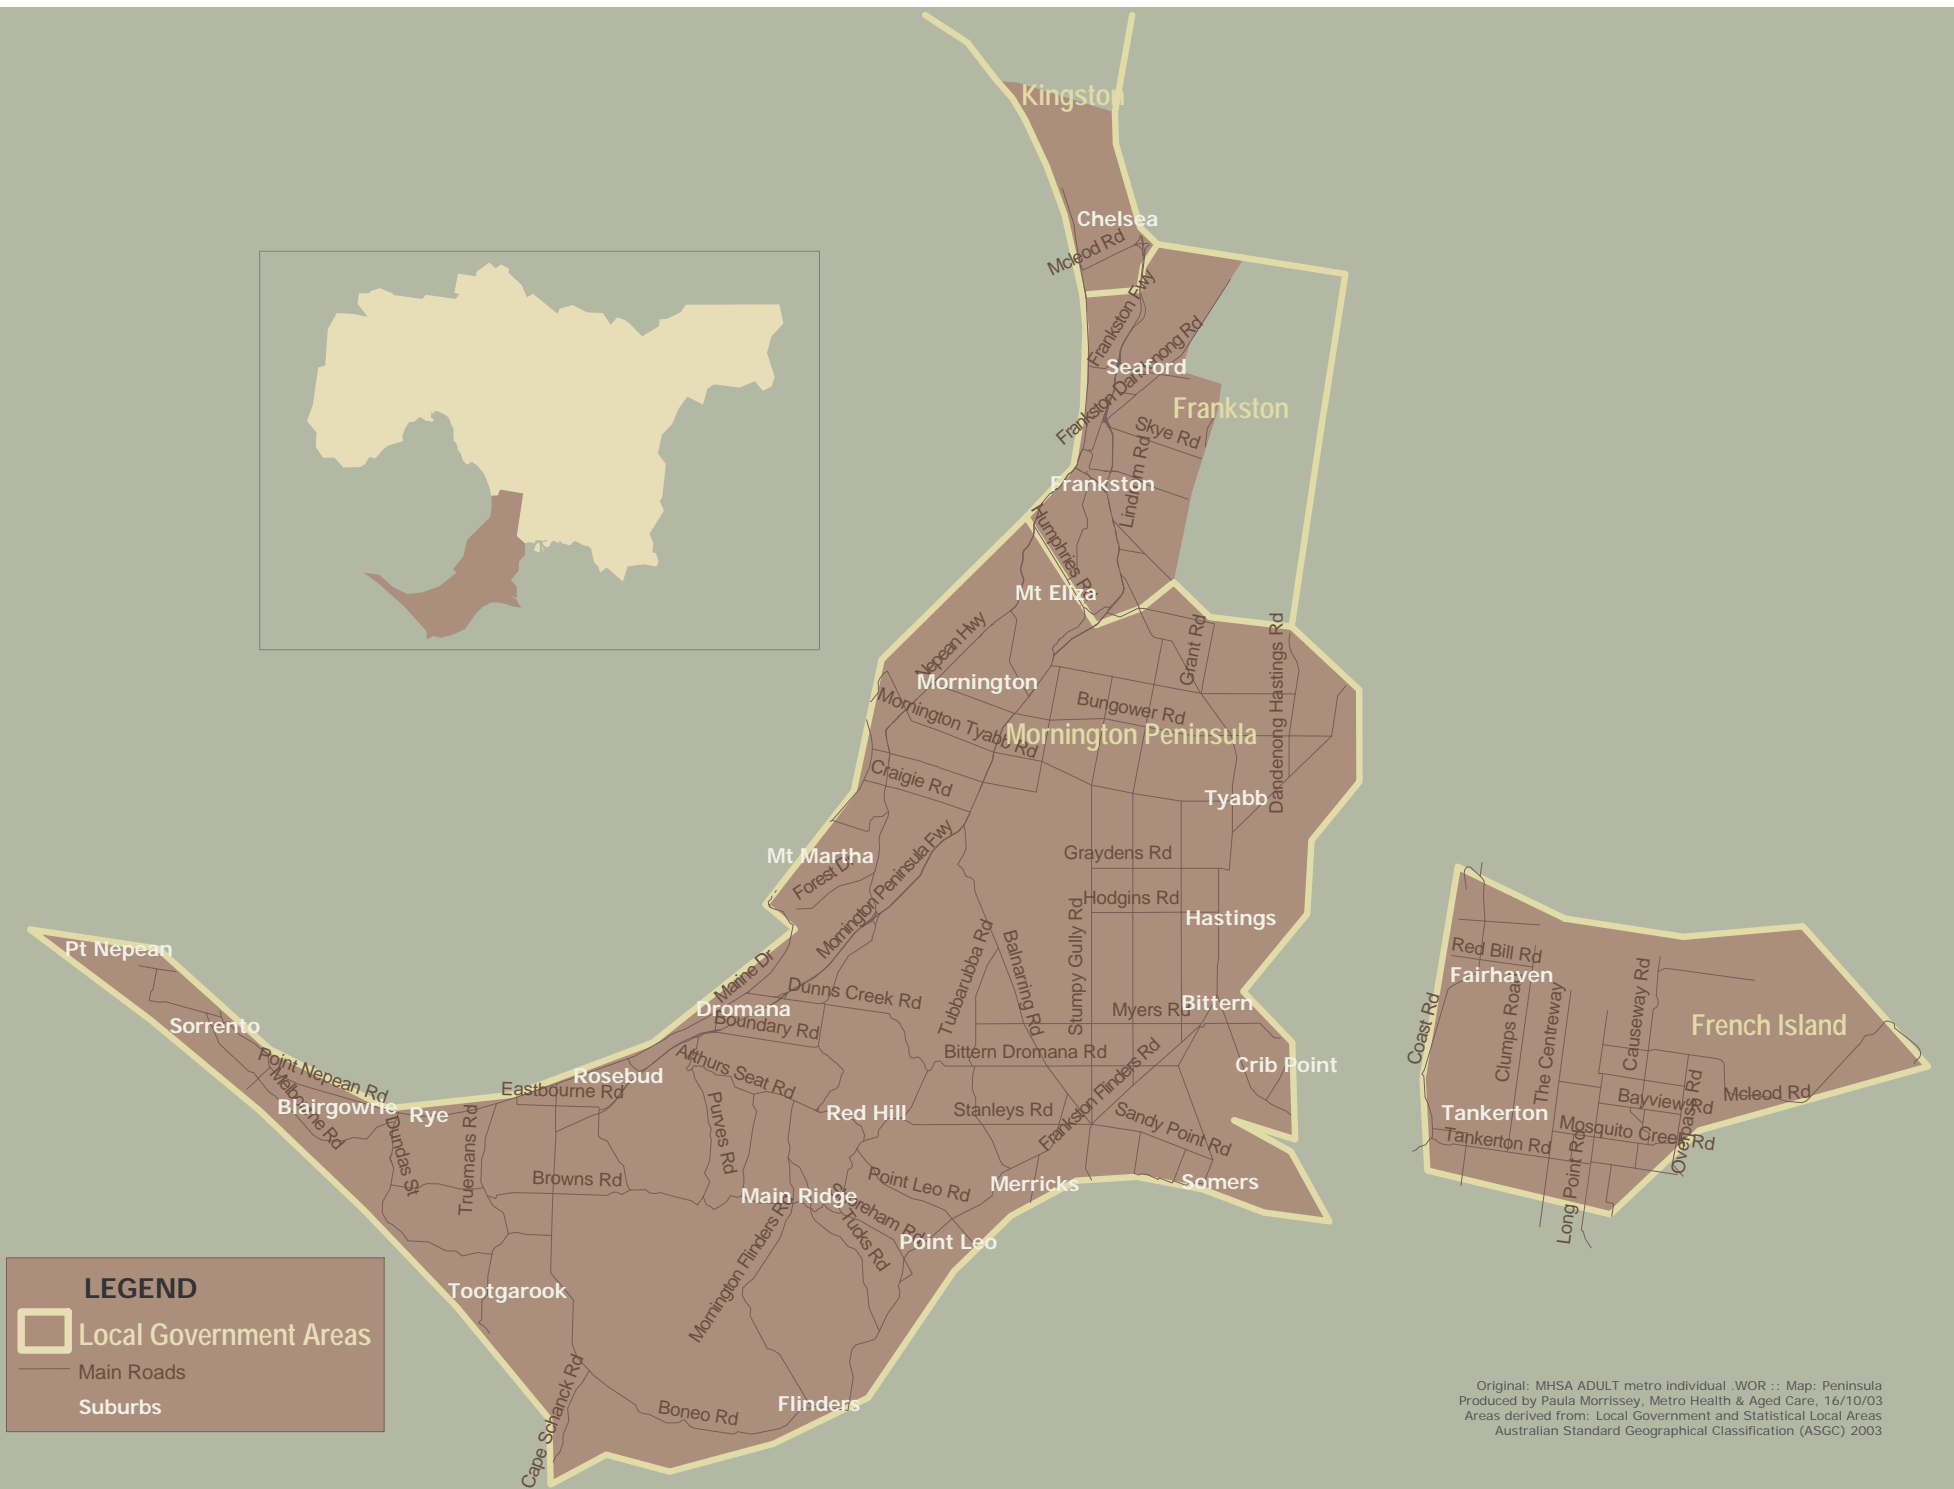 Kingston
Chelsea
Mcleod Rd
Frankston Fwy
Frankston Dandenong Rd
Seaford
Frankston
Skye Rd
Lindrum Rd
Frankston
Humphries Rd
Mt Eliza
Nepean Hwy
Grant Rd
Dandenong Hastings Rd
Mornington
Mornington Tyabb Rd
Bungower Rd
Mornington Peninsula
Craigie Rd
Tyabb
Mt Martha
Forest Dr
Mornington Peninsula Fwy
Graydens Rd
Hodgins Rd
Hastings
Stumpy Gully Rd
Tubbarubba Rd
Balnarring Rd
Pt Nepean
Marine Dr
Dunns Creek Rd
Dromana
Boundary Rd
Myers Rd
Bittern
Sorrento
Point Nepean Rd
Melbourne Rd
Arthurs Seat Rd
Bittern Dromana Rd
Crib Point
Rosebud
Eastbourne Rd
Blairgowrie
Rye
Dundas St
Truemans Rd
Purves Rd
Red Hill
Stanleys Rd
Frankston Flinders Rd
Sandy Point Rd
Browns Rd
Main Ridge
Point Leo Rd
Merricks
Somers
Shoreham Rd
Tucks Rd
Point Leo
Mornington Flinders Rd
Tootgarook
Cape Schanck Rd
Boneo Rd
Flinders
Red Bill Rd
Fairhaven
Coast Rd
Clumps Road
The Centreway
Causeway Rd
French Island
Tankerton
Tankerton Rd
Bayview Rd
Mcleod Rd
Mosquito Creek Rd
Overpass Rd
Long Point Rd
LEGEND
Local Government Areas
Main Roads
Suburbs
Original: MHSA ADULT metro individual .WOR :: Map: Peninsula
Produced by Paula Morrissey, Metro Health & Aged Care, 16/10/03
Areas derived from: Local Government and Statistical Local Areas
Australian Standard Geographical Classification (ASGC) 2003